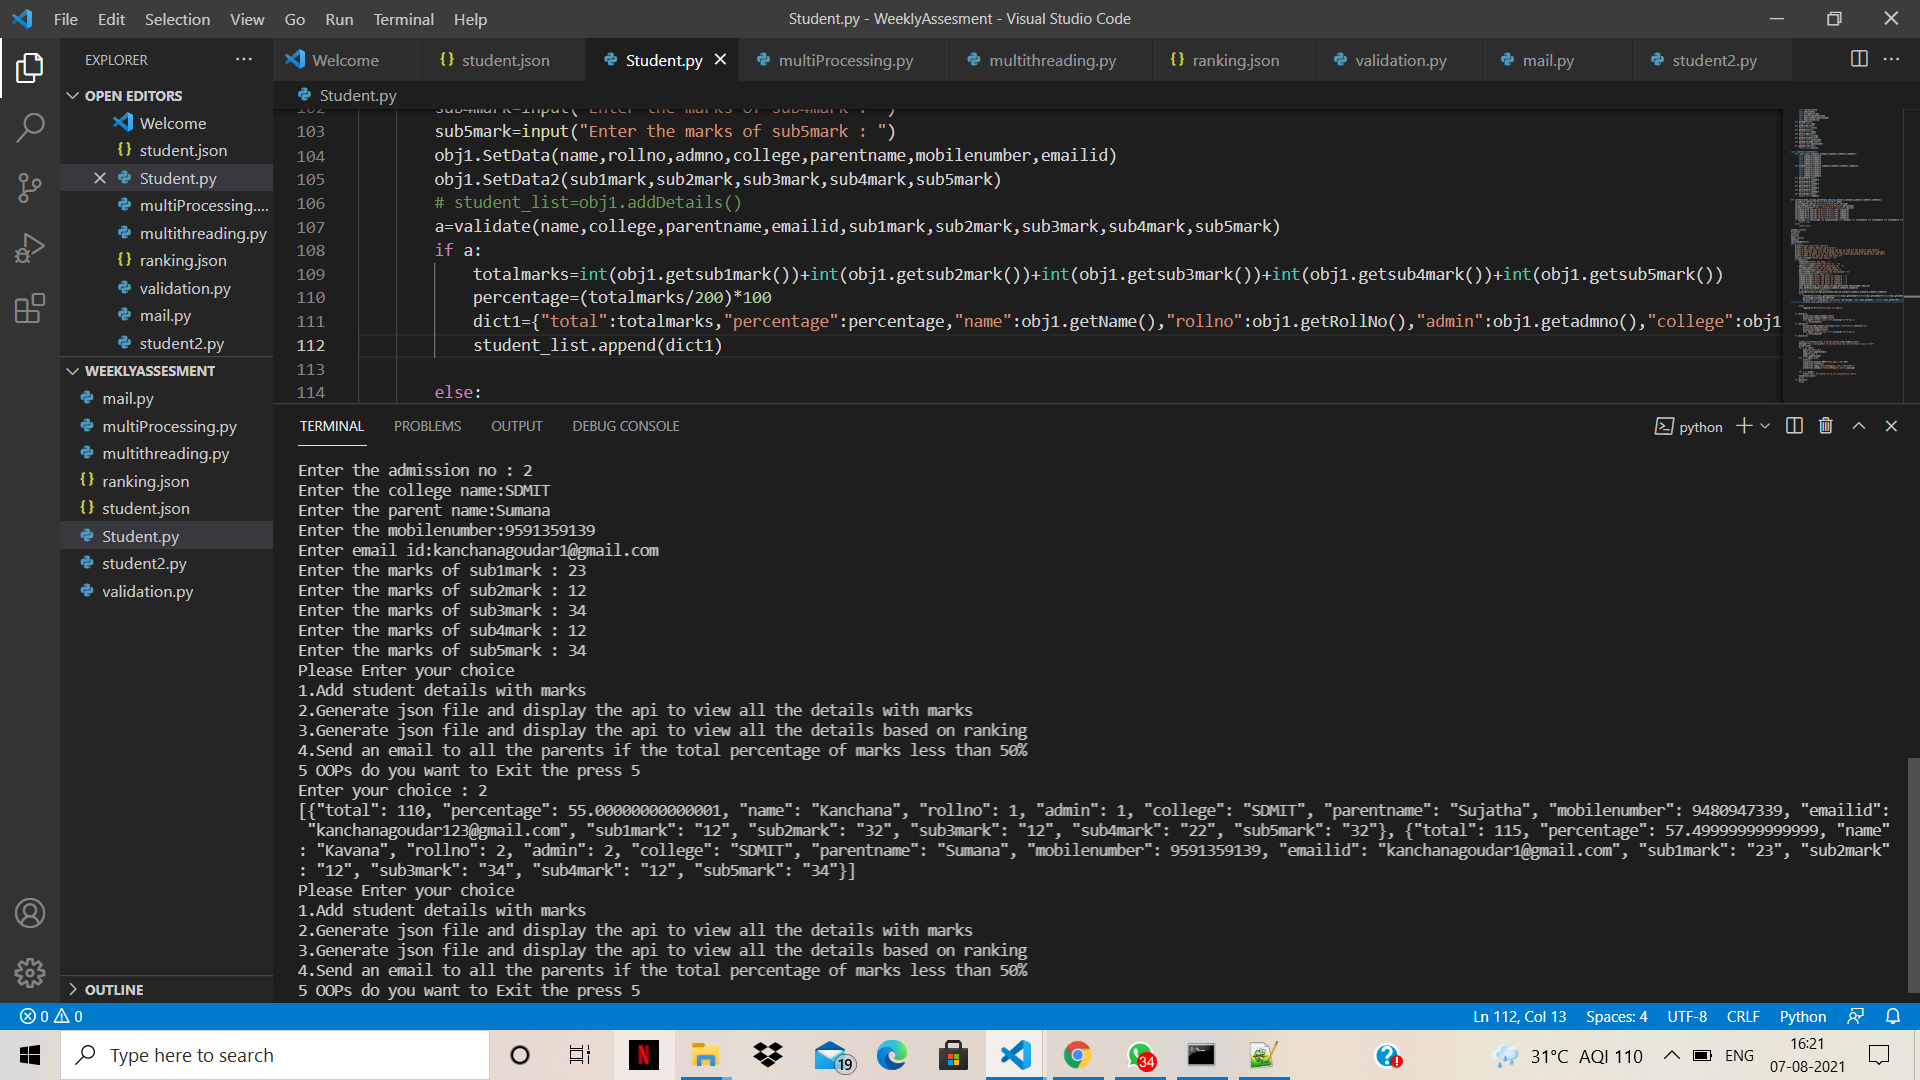 File Edit Selection View Go Run Terminal Help
Student.py - WeeklyAssesment - Visual Studio Code
EXPLORER
Welcome student.json Student.py multiProcessing.py multithreading.py ranking.json validation.py mail.py student2.py
OPEN EDITORS
Welcome
student.json
Student.py
multiProcessing....
multithreading.py
ranking.json
validation.py
mail.py
student2.py
WEEKLYASSESMENT
mail.py
multiProcessing.py
multithreading.py
ranking.json
student.json
Student.py
student2.py
validation.py
OUTLINE
Student.py
102 sub4mark=input("Enter the marks of sub4mark : ")
103 sub5mark=input("Enter the marks of sub5mark : ")
104 obj1.SetData(name,rollno,admno,college,parentname,mobilenumber,emailid)
105 obj1.SetData2(sub1mark,sub2mark,sub3mark,sub4mark,sub5mark)
106 # student_list=obj1.addDetails()
107 a=validate(name,college,parentname,emailid,sub1mark,sub2mark,sub3mark,sub4mark,sub5mark)
108 if a:
109 totalmarks=int(obj1.getsub1mark())+int(obj1.getsub2mark())+int(obj1.getsub3mark())+int(obj1.getsub4mark())+int(obj1.getsub5mark())
110 percentage=(totalmarks/200)*100
111 dict1={"total":totalmarks,"percentage":percentage,"name":obj1.getName(),"rollno":obj1.getRollNo(),"admin":obj1.getadmno(),"college":obj1
112 student_list.append(dict1)
113
114 else:
TERMINAL PROBLEMS OUTPUT DEBUG CONSOLE
python
Enter the admission no : 2
Enter the college name:SDMIT
Enter the parent name:Sumana
Enter the mobilenumber:9591359139
Enter email id:kanchanagoudar1@gmail.com
Enter the marks of sub1mark : 23
Enter the marks of sub2mark : 12
Enter the marks of sub3mark : 34
Enter the marks of sub4mark : 12
Enter the marks of sub5mark : 34
Please Enter your choice
1.Add student details with marks
2.Generate json file and display the api to view all the details with marks
3.Generate json file and display the api to view all the details based on ranking
4.Send an email to all the parents if the total percentage of marks less than 50%
5 OOPs do you want to Exit the press 5
Enter your choice : 2
[{"total": 110, "percentage": 55.00000000000001, "name": "Kanchana", "rollno": 1, "admin": 1, "college": "SDMIT", "parentname": "Sujatha", "mobilenumber": 9480947339, "emailid":
"kanchanagoudar123@gmail.com", "sub1mark": "12", "sub2mark": "32", "sub3mark": "12", "sub4mark": "22", "sub5mark": "32"}, {"total": 115, "percentage": 57.49999999999999, "name"
: "Kavana", "rollno": 2, "admin": 2, "college": "SDMIT", "parentname": "Sumana", "mobilenumber": 9591359139, "emailid": "kanchanagoudar1@gmail.com", "sub1mark": "23", "sub2mark"
: "12", "sub3mark": "34", "sub4mark": "12", "sub5mark": "34"}]
Please Enter your choice
1.Add student details with marks
2.Generate json file and display the api to view all the details with marks
3.Generate json file and display the api to view all the details based on ranking
4.Send an email to all the parents if the total percentage of marks less than 50%
5 OOPs do you want to Exit the press 5
0 0
Ln 112, Col 13 Spaces: 4 UTF-8 CRLF Python
Type here to search
19
34
31°C AQI 110 ENG
16:21
07-08-2021